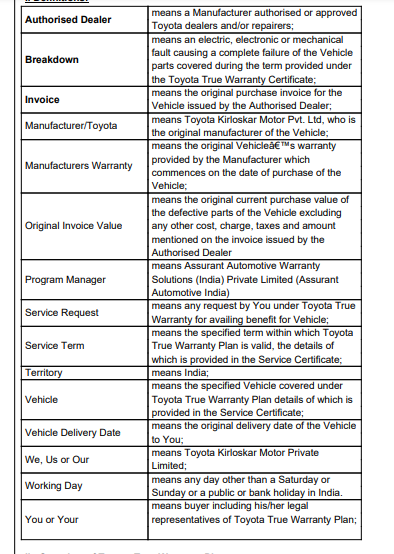 Authorised Dealer
means a Manufacturer authorised or approved
Toyota dealers and/or repairers;
Breakdown
means an electric, electronic or mechanical
fault causing a complete failure of the Vehicle
parts covered during the term provided under
the Toyota True Warranty Certificate;
Invoice
means the original purchase invoice for the
Vehicle issued by the Authorised Dealer;
Manufacturer/Toyota
means Toyota Kirloskar Motor Pvt. Ltd, who is
the original manufacturer of the Vehicle;
Manufacturers Warranty
means the original Vehicleâ€™s warranty
provided by the Manufacturer which
commences on the date of purchase of the
Vehicle;
Original Invoice Value
means the original current purchase value of
the defective parts of the Vehicle excluding
any other cost, charge, taxes and amount
mentioned on the invoice issued by the
Authorised Dealer
Program Manager
means Assurant Automotive Warranty
Solutions (India) Private Limited (Assurant
Automotive India)
Service Request
means any request by You under Toyota True
Warranty for availing benefit for Vehicle;
Service Term
means the specified term within which Toyota
True Warranty Plan is valid, the details of
which is provided in the Service Certificate;
Territory
means India;
Vehicle
means the specified Vehicle covered under
Toyota True Warranty Plan details of which is
provided in the Service Certificate;
Vehicle Delivery Date
means the original delivery date of the Vehicle
to You;
We, Us or Our
means Toyota Kirloskar Motor Private
Limited;
Working Day
means any day other than a Saturday or
Sunday or a public or bank holiday in India.
You or Your
means buyer including his/her legal
representatives of Toyota True Warranty Plan;